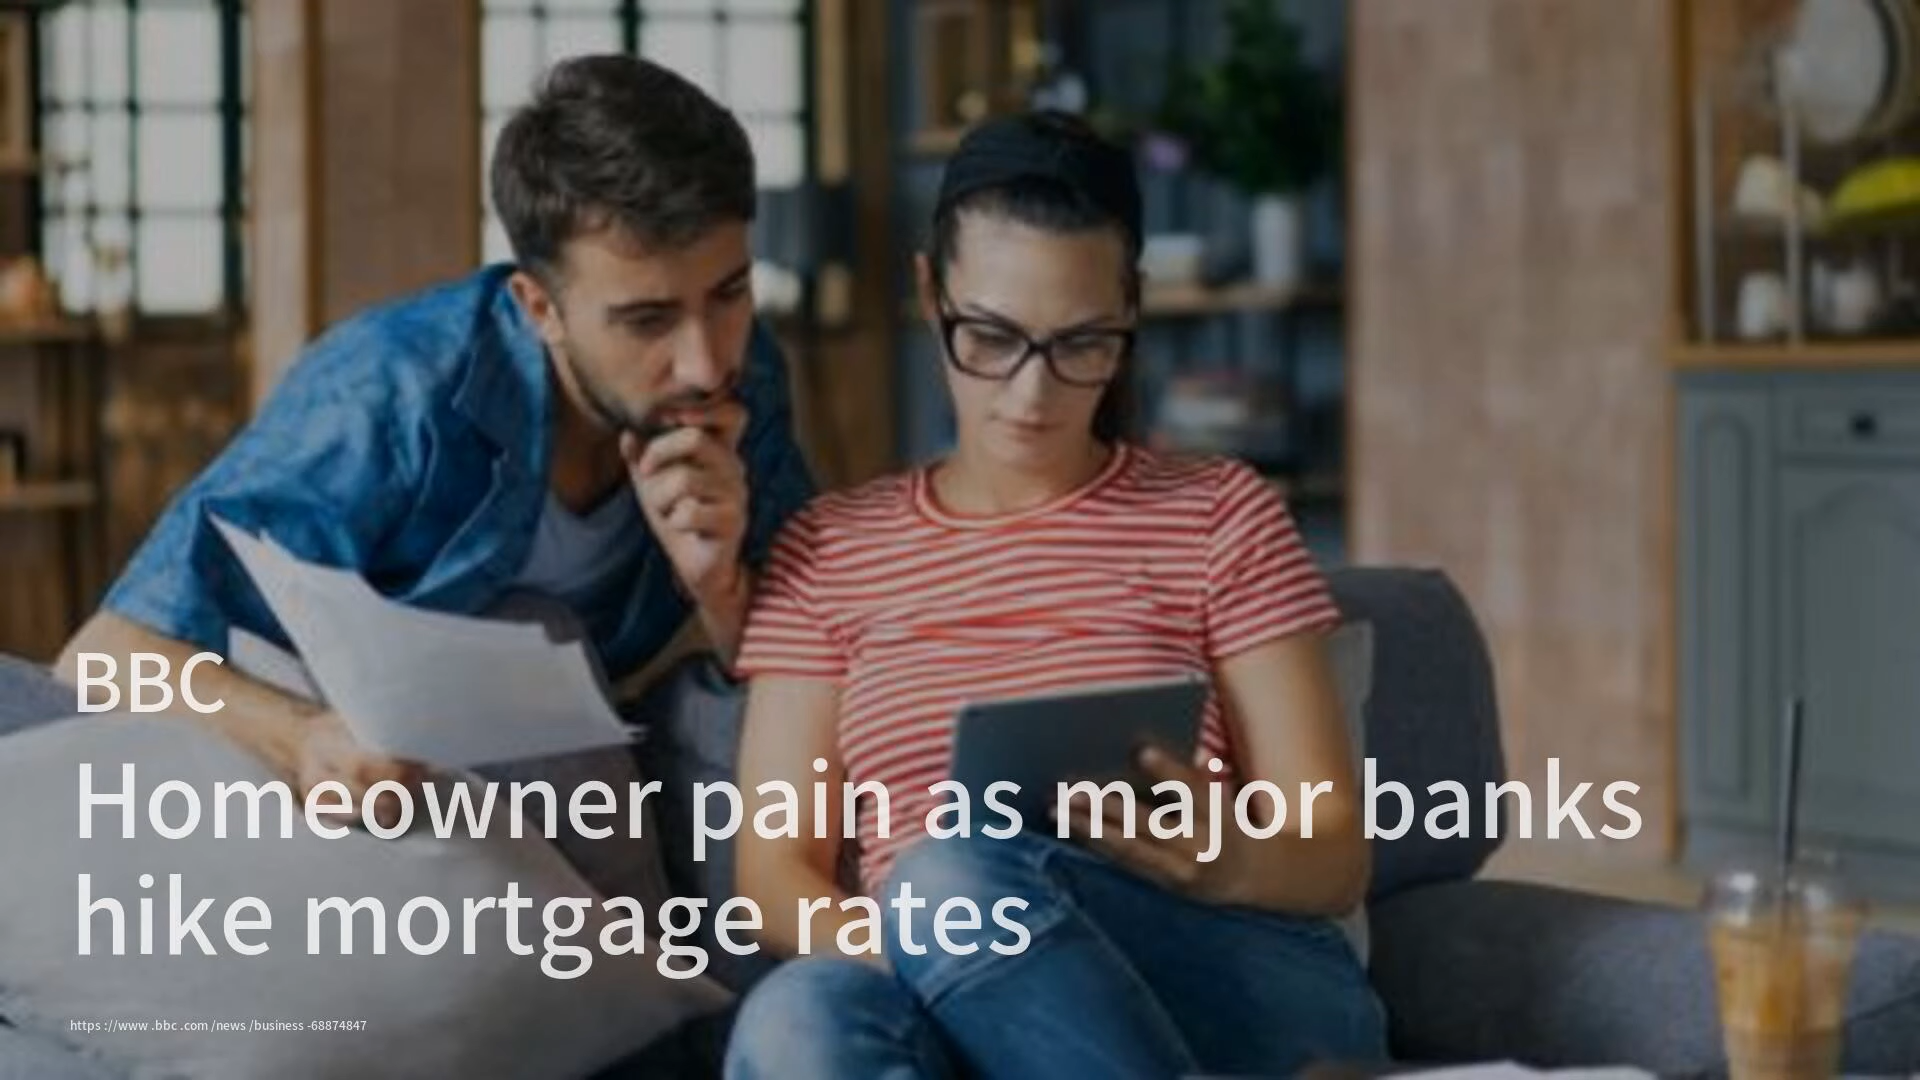 BBC
Homeowner pain as major banks
hike mortgage rates
https ://www .bbc .com /news /business -68874847